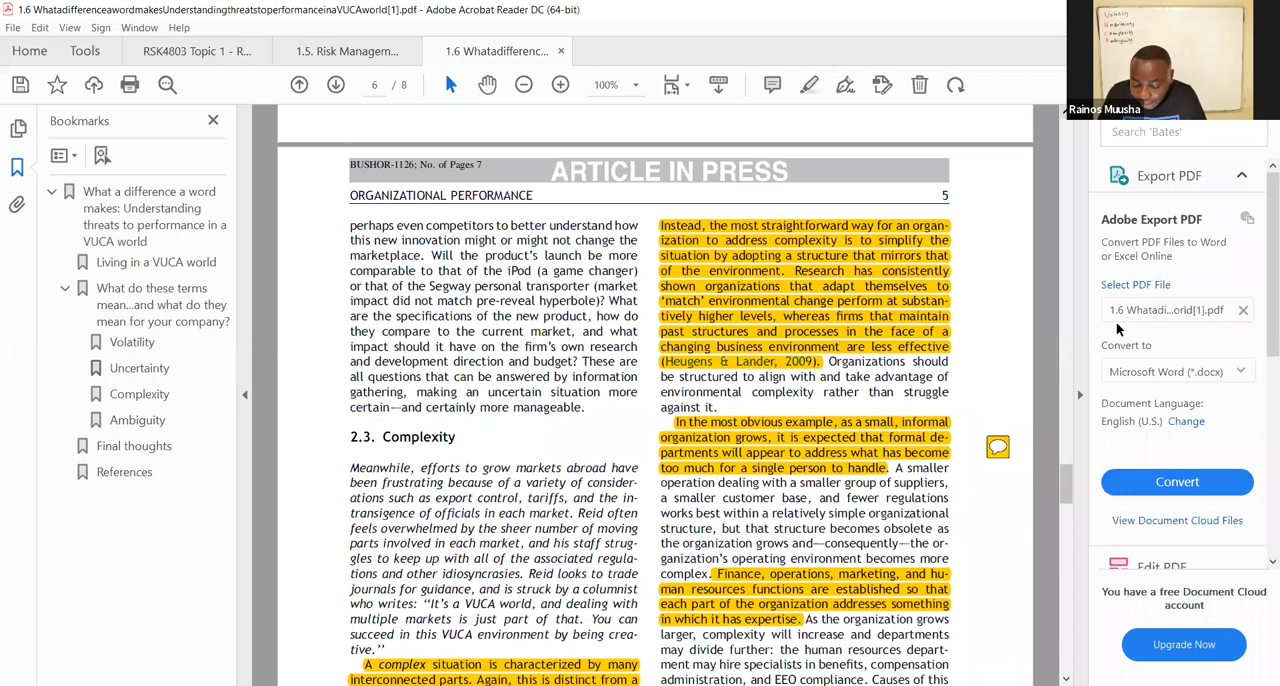 1.6 WhatadifferenceawordmakesUnderstandingthreatstoperformanceinaVUCAworld[1].pdf - Adobe Acrobat Reader DC (64-bit)
File Edit View Sign Window Help
Home Tools RSK4803 Topic 1 - R... 1.5. Risk Managem... 1.6 Whatadifferenc... ×
6 / 8 100%
Volatility
Uncertainty
Complexity
Ambiguity
Rainos Muusha
Bookmarks
What a difference a word
makes: Understanding
threats to performance in a
VUCA world
Living in a VUCA world
What do these terms
mean...and what do they
mean for your company?
Volatility
Uncertainty
Complexity
Ambiguity
Final thoughts
References
BUSHOR-1126; No. of Pages 7
ARTICLE IN PRESS
ORGANIZATIONAL PERFORMANCE 5
perhaps even competitors to better understand how
this new innovation might or might not change the
marketplace. Will the product's launch be more
comparable to that of the iPod (a game changer)
or that of the Segway personal transporter (market
impact did not match pre-reveal hyperbole)? What
are the specifications of the new product, how do
they compare to the current market, and what
impact should it have on the firm's own research
and development direction and budget? These are
all questions that can be answered by information
gathering, making an uncertain situation more
certain—and certainly more manageable.
2.3. Complexity
Meanwhile, efforts to grow markets abroad have
been frustrating because of a variety of consider-
ations such as export control, tariffs, and the in-
transigence of officials in each market. Reid often
feels overwhelmed by the sheer number of moving
parts involved in each market, and his staff strug-
gles to keep up with all of the associated regula-
tions and other idiosyncrasies. Reid looks to trade
journals for guidance, and is struck by a columnist
who writes: "It's a VUCA world, and dealing with
multiple markets is just part of that. You can
succeed in this VUCA environment by being crea-
tive."
A complex situation is characterized by many
interconnected parts. Again, this is distinct from a
Instead, the most straightforward way for an organ-
ization to address complexity is to simplify the
situation by adopting a structure that mirrors that
of the environment. Research has consistently
shown organizations that adapt themselves to
'match' environmental change perform at substan-
tively higher levels, whereas firms that maintain
past structures and processes in the face of a
changing business environment are less effective
(Heugens & Lander, 2009). Organizations should
be structured to align with and take advantage of
environmental complexity rather than struggle
against it.
In the most obvious example, as a small, informal
organization grows, it is expected that formal de-
partments will appear to address what has become
too much for a single person to handle. A smaller
operation dealing with a smaller group of suppliers,
a smaller customer base, and fewer regulations
works best within a relatively simple organizational
structure, but that structure becomes obsolete as
the organization grows and—consequently—the or-
ganization's operating environment becomes more
complex. Finance, operations, marketing, and hu-
man resources functions are established so that
each part of the organization addresses something
in which it has expertise. As the organization grows
larger, complexity will increase and departments
may divide further: the human resources depart-
ment may hire specialists in benefits, compensation
administration, and EEO compliance. Causes of this
Search 'Bates'
Export PDF
Adobe Export PDF
Convert PDF Files to Word
or Excel Online
Select PDF File
1.6 Whatadi...orld[1].pdf
Convert to
Microsoft Word (*.docx)
Document Language:
English (U.S.) Change
Convert
View Document Cloud Files
Edit PDF
You have a free Document Cloud
account
Upgrade Now